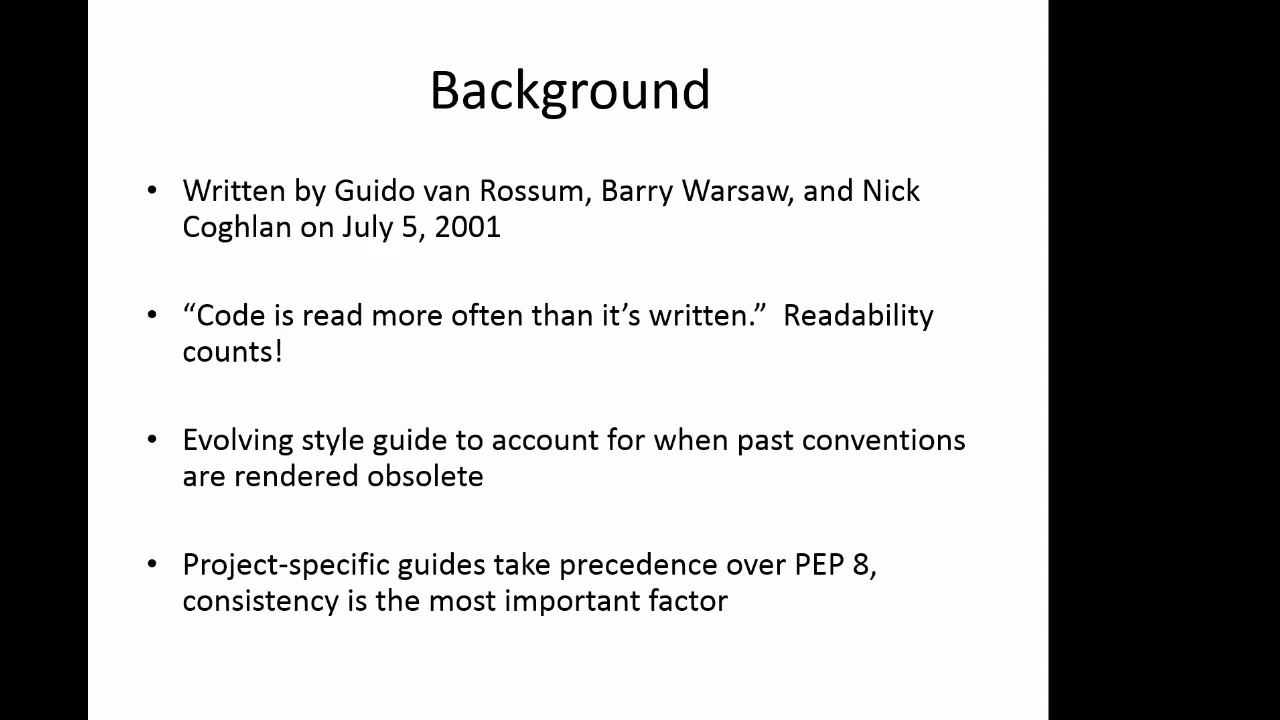 Background
• Written by Guido van Rossum, Barry Warsaw, and Nick
Coghlan on July 5, 2001
• “Code is read more often than it’s written.”  Readability
counts!
• Evolving style guide to account for when past conventions
are rendered obsolete
• Project-specific guides take precedence over PEP 8,
consistency is the most important factor